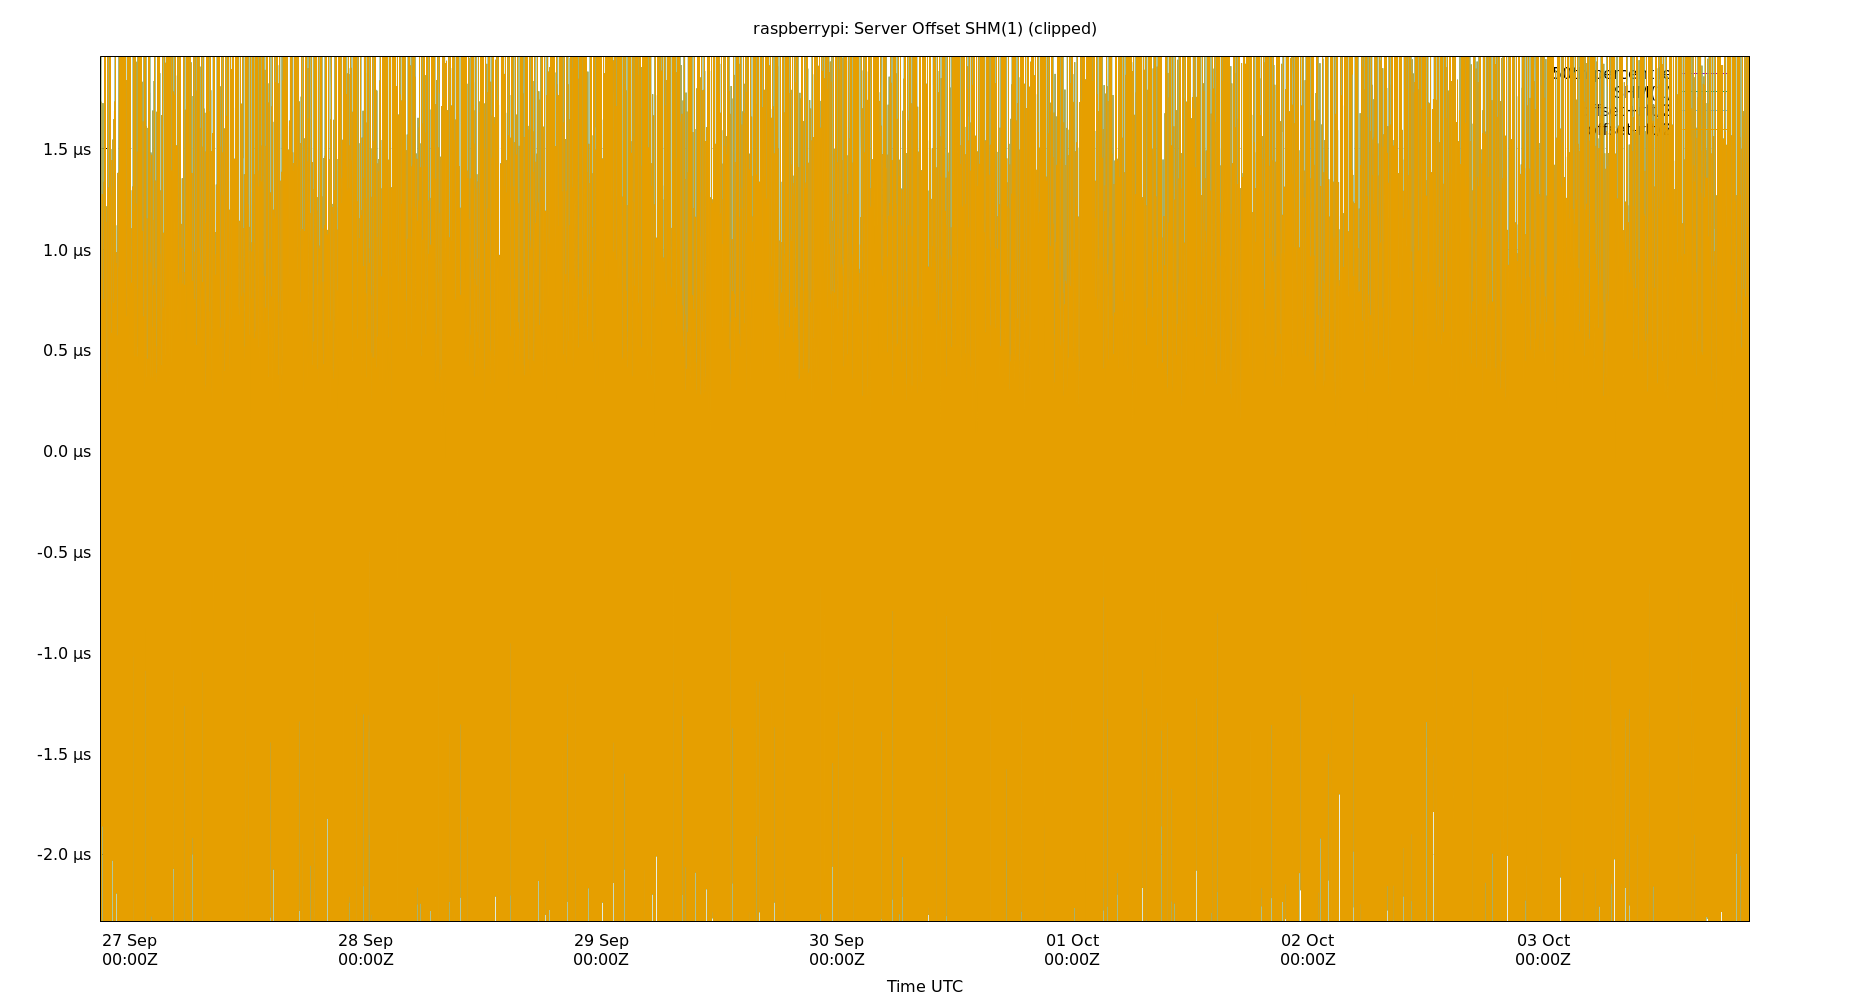 raspberrypi: Server Offset SHM(1) (clipped)
1.5 µs
1.0 µs
0.5 µs
0.0 µs
-0.5 µs
-1.0 µs
-1.5 µs
-2.0 µs
27 Sep 28 Sep 29 Sep 30 Sep 01 Oct 02 Oct 03 Oct
00:00Z 00:00Z 00:00Z 00:00Z 00:00Z 00:00Z 00:00Z
Time UTC